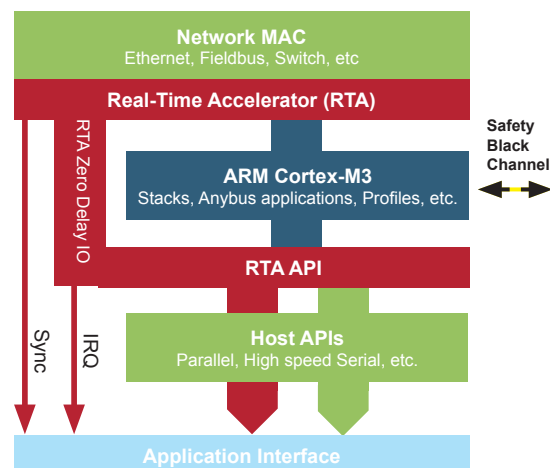 Network MAC
Ethernet, Fieldbus, Switch, etc
Real-Time Accelerator (RTA)
RTA Zero Delay IO
Safety
Black
Channel
ARM Cortex-M3
Stacks, Anybus applications, Profiles, etc.
RTA API
Sync
IRQ
Host APIs
Parallel, High speed Serial, etc.
Application Interface